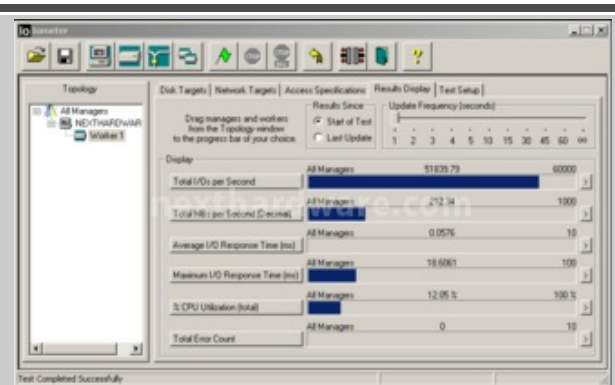 Iometer
Topology
All Managers
NEXTHARDWAR
Worker 1
Disk Targets
Network Targets
Access Specifications
Results Display
Test Setup
Drag managers and workers
from the Topology window
to the progress bar of your choice.
Results Since
Start of Test
Last Update
Update Frequency (seconds)
1 2 3 4 5 10 15 30 45 60 ∞
Display
Total I/Os per Second
All Managers
51839.79
60000
Total MBs per Second (Decimal)
All Managers
212.34
1000
Average I/O Response Time (ms)
All Managers
0.0576
10
Maximum I/O Response Time (ms)
All Managers
18.6061
100
% CPU Utilization (total)
All Managers
12.05 %
100 %
Total Error Count
All Managers
0
10
nexthardware.com
Test Completed Successfully